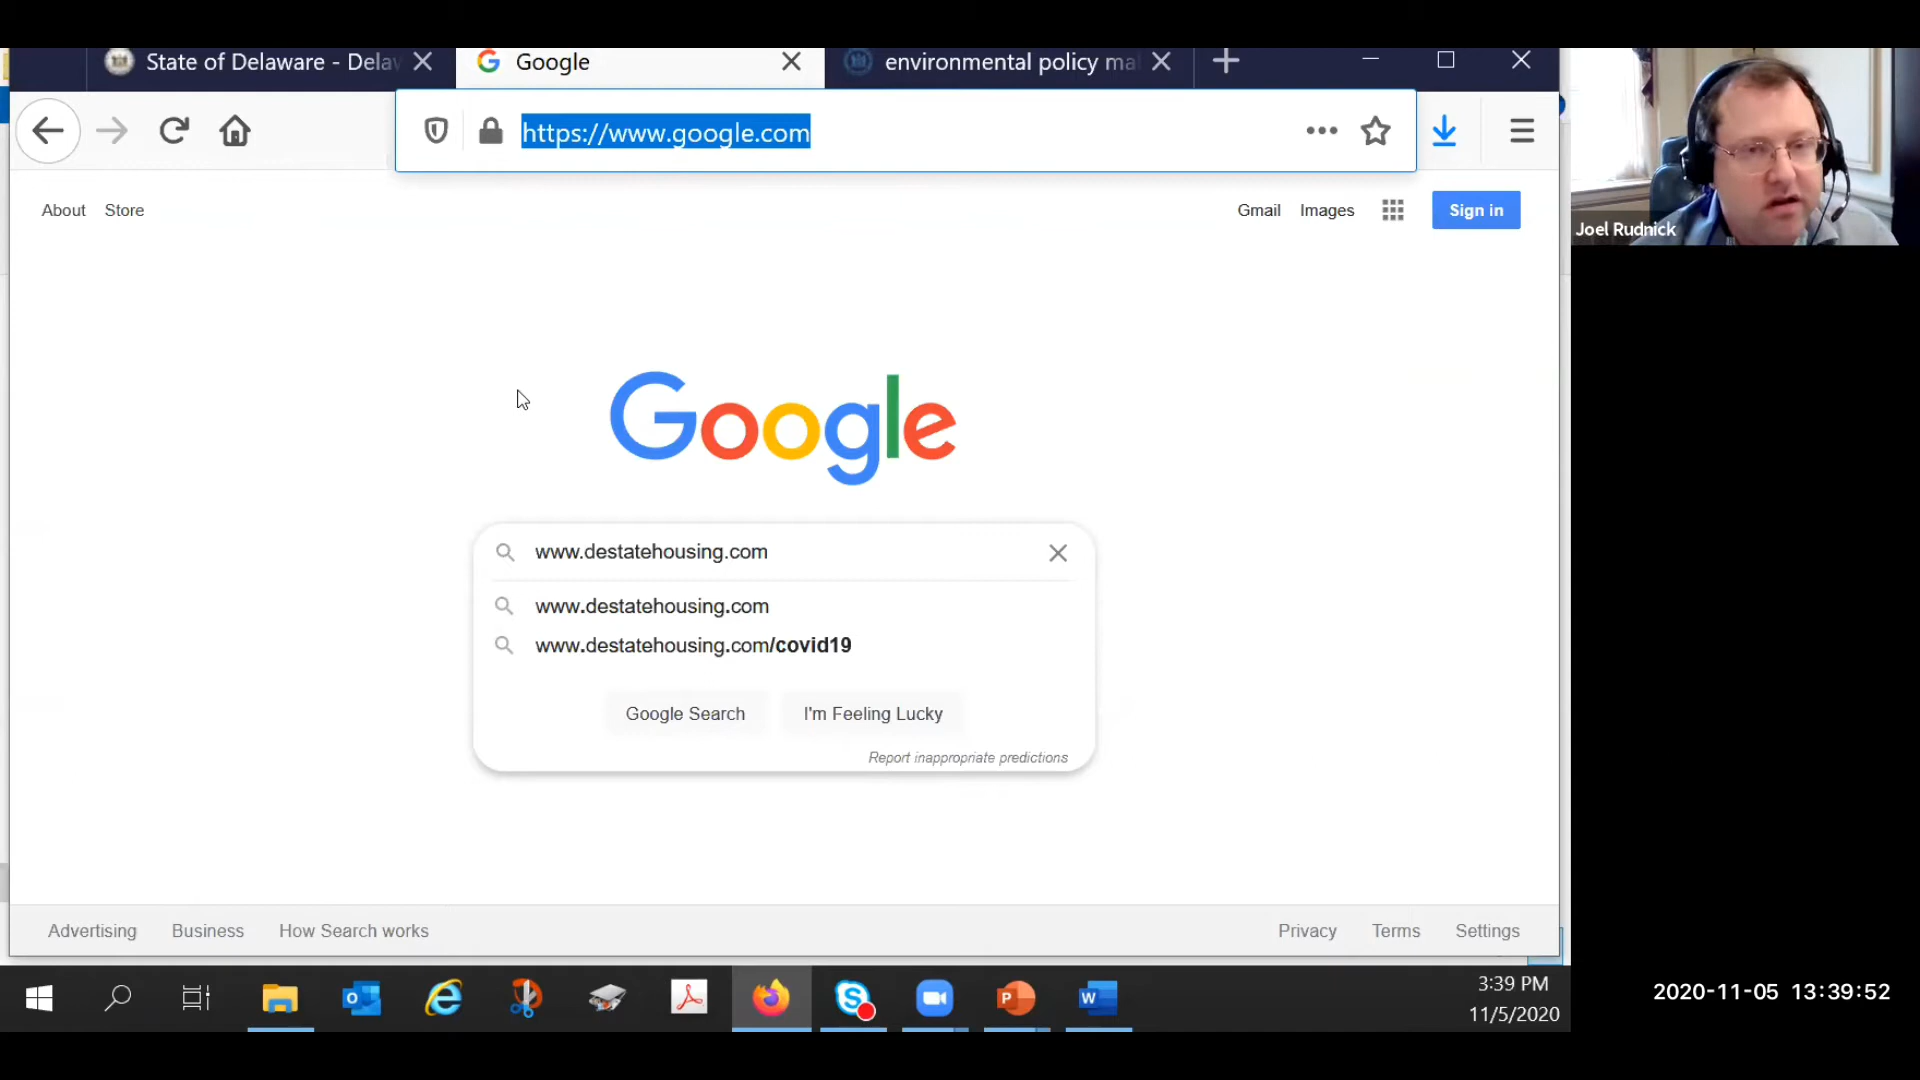 State of Delaware - Delav
Google
environmental policy ma
https://www.google.com
About Store
Gmail Images
Sign in
Joel Rudnick
Google
www.destatehousing.com
www.destatehousing.com
www.destatehousing.com/covid19
Google Search
I'm Feeling Lucky
Report inappropriate predictions
Advertising Business How Search works
Privacy Terms Settings
3:39 PM
11/5/2020
2020-11-05 13:39:52